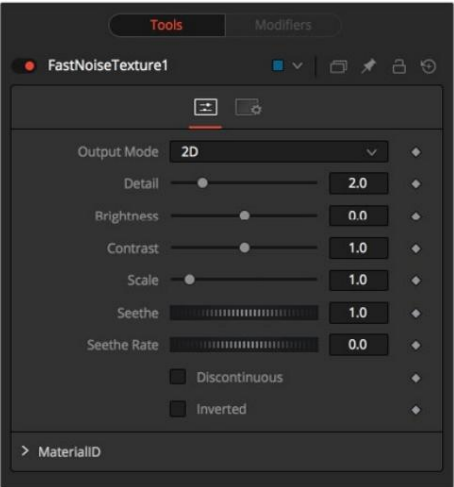 Tools Modifiers
FastNoiseTexture1
Output Mode 2D
Detail 2.0
Brightness 0.0
Contrast 1.0
Scale 1.0
Seethe 1.0
Seethe Rate 0.0
Discontinuous
Inverted
MaterialID